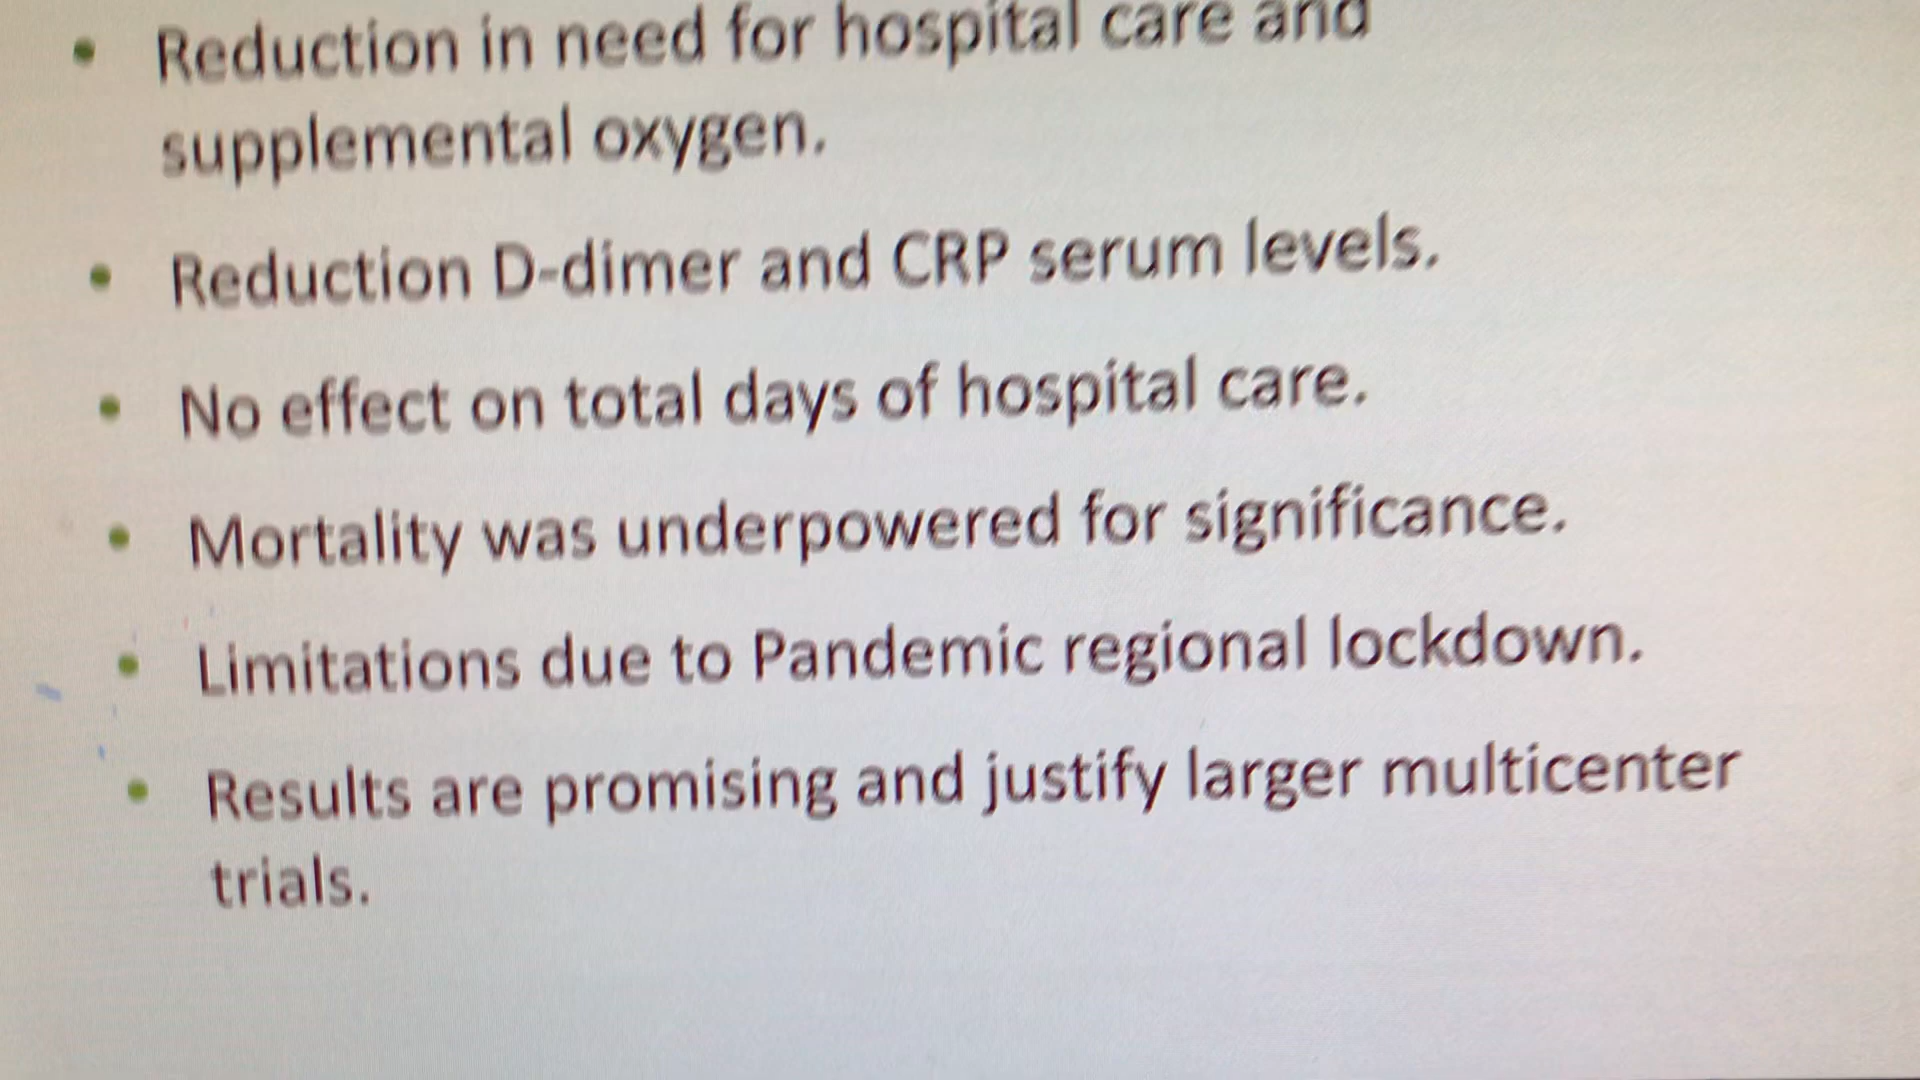 • Reduction in need for hospital care and
supplemental oxygen.
• Reduction D-dimer and CRP serum levels.
• No effect on total days of hospital care.
• Mortality was underpowered for significance.
• Limitations due to Pandemic regional lockdown.
• Results are promising and justify larger multicenter
trials.